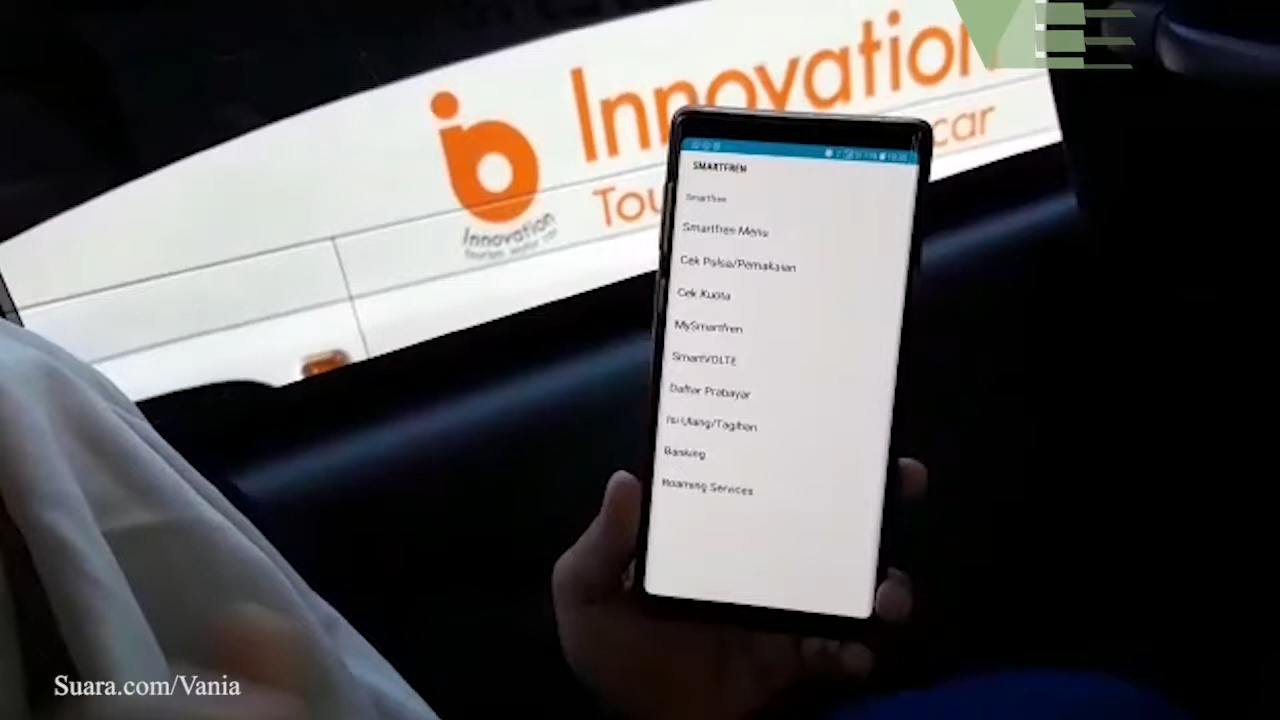 Innovation
Innovation
car
SMARTFREN
Smartfren
Smartfren Menu
Cek Pulsa/Pemakaian
Cek Kuota
MySmartfren
SmartVOLTE
Daftar Prabayar
Isi Ulang/Tagihan
Banking
Roaming Services
Suara.com/Vania